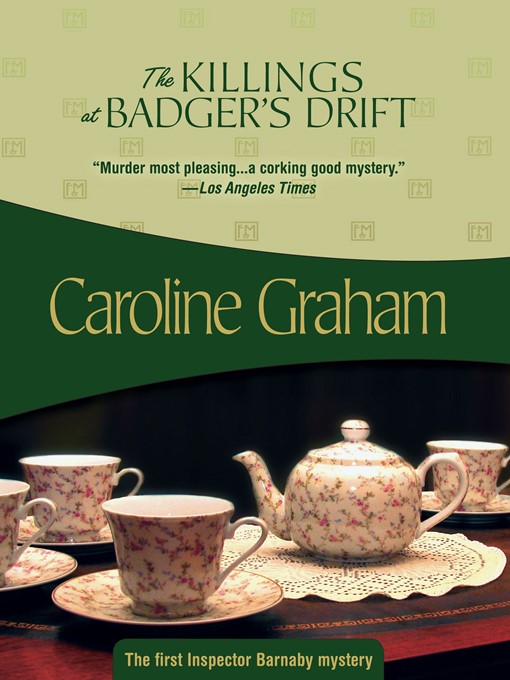 The KILLINGS
at BADGER'S DRIFT
“Murder most pleasing...a corking good mystery.”
—Los Angeles Times
Caroline Graham
The first Inspector Barnaby mystery